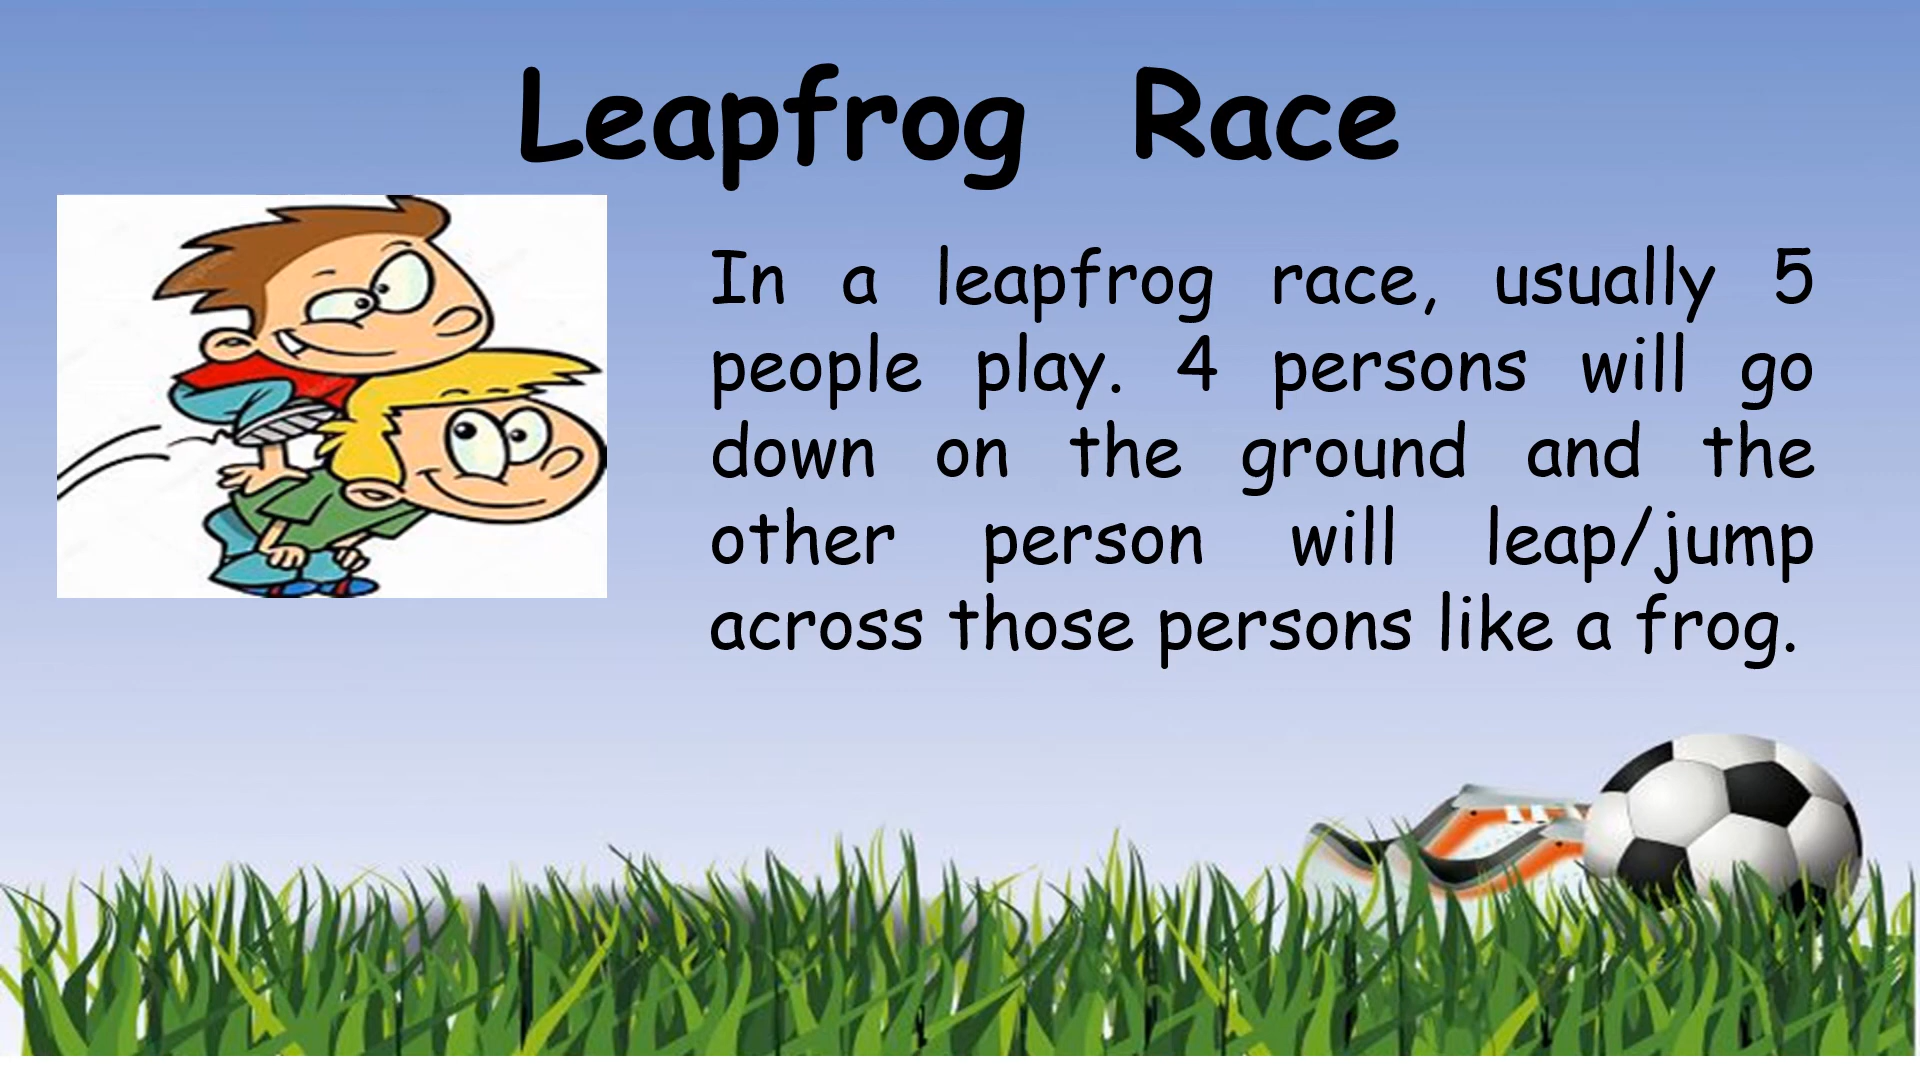 Leapfrog Race
In a leapfrog race, usually 5
people play. 4 persons will go
down on the ground and the
other person will leap/jump
across those persons like a frog.